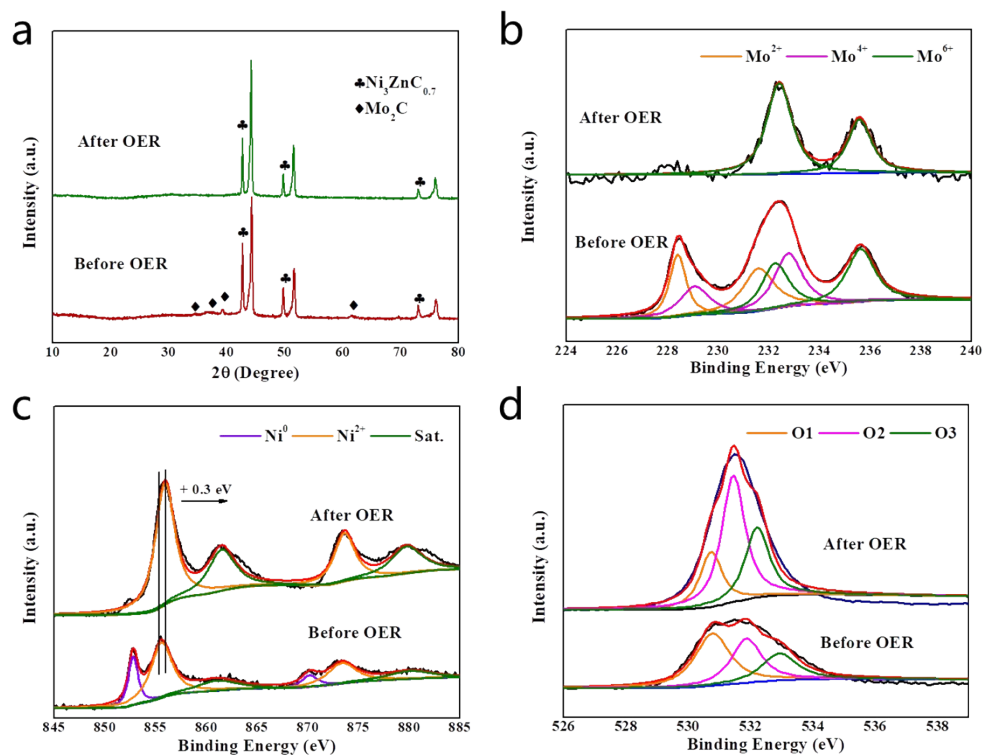 a
Intensity (a.u.)
♣Ni₃ZnC₀.₇
♦Mo₂C
After OER
Before OER
♣
♣
♣
♣
♣
♣
♦
♦
♦
♦
10 20 30 40 50 60 70 80
2θ (Degree)
b
Intensity (a.u.)
Mo²⁺ Mo⁴⁺ Mo⁶⁺
After OER
Before OER
224 226 228 230 232 234 236 240
Binding Energy (eV)
c
Intensity (a.u.)
Ni⁰ Ni²⁺ Sat.
+ 0.3 eV
After OER
Before OER
845 855 860 865 870 875 880 885
Binding Energy (eV)
d
Intensity (a.u.)
O1 O2 O3
After OER
Before OER
526 528 530 532 534 536 538
Binding Energy (eV)